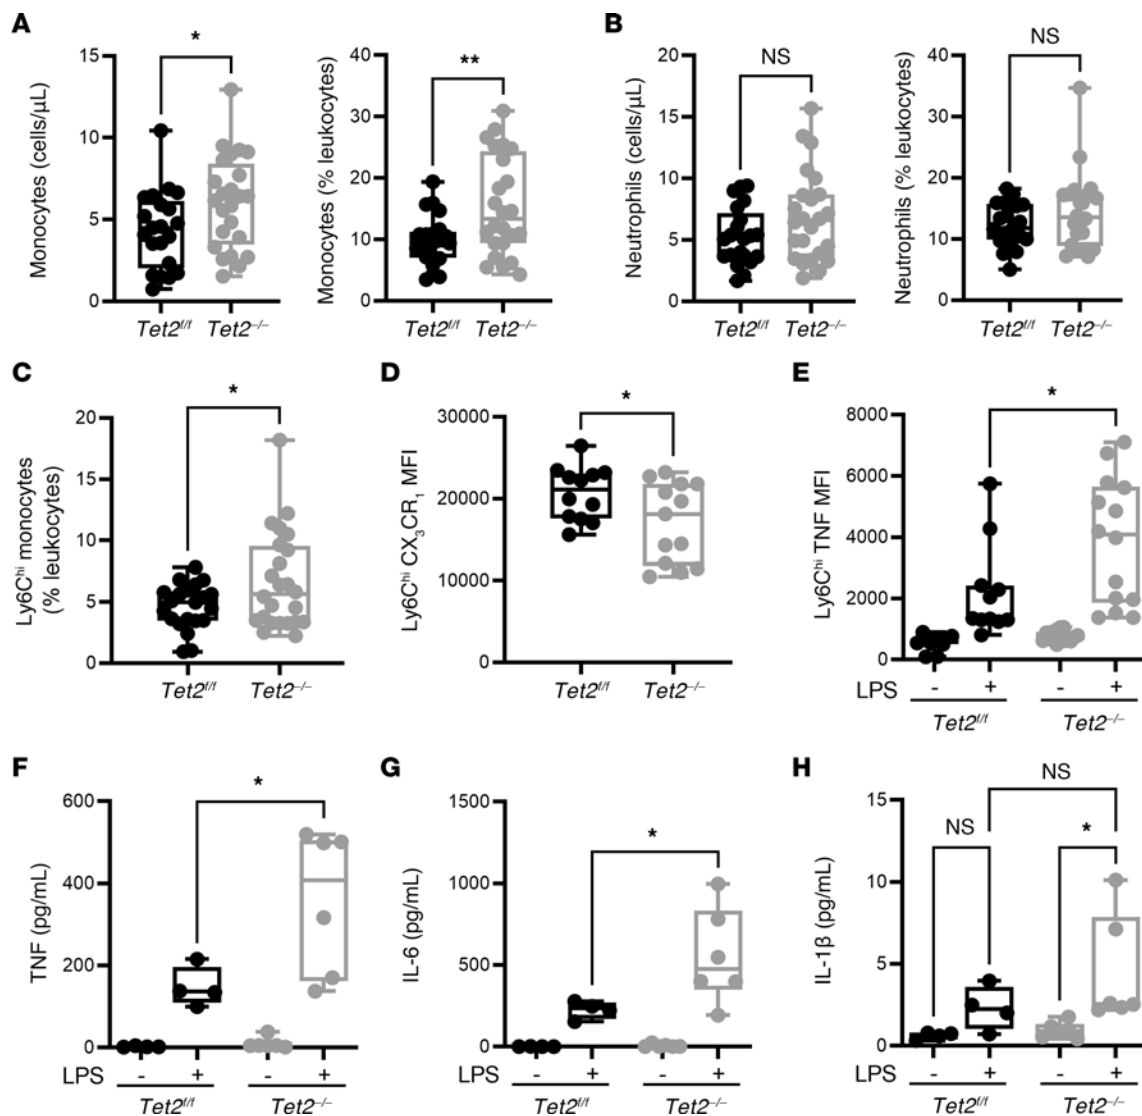 A
Monocytes (cells/μL)
15
10
5
0
*
Tet2f/f Tet2–/–
Monocytes (% leukocytes)
40
30
20
10
0
**
Tet2f/f Tet2–/–
B
Neutrophils (cells/μL)
20
15
10
5
0
NS
Tet2f/f Tet2–/–
Neutrophils (% leukocytes)
40
30
20
10
0
NS
Tet2f/f Tet2–/–
C
Ly6Chi monocytes
(% leukocytes)
20
15
10
5
0
*
Tet2f/f Tet2–/–
D
Ly6Chi CX3CR1 MFI
30000
20000
10000
0
*
Tet2f/f Tet2–/–
E
Ly6Chi TNF MFI
8000
6000
4000
2000
0
*
LPS - + - +
Tet2f/f Tet2–/–
F
TNF (pg/mL)
600
400
200
0
*
LPS - + - +
Tet2f/f Tet2–/–
G
IL-6 (pg/mL)
1500
1000
500
0
*
- + - +
Tet2f/f Tet2–/–
H
IL-1β (pg/mL)
15
10
5
0
NS
NS
*
LPS - + - +
Tet2f/f Tet2–/–